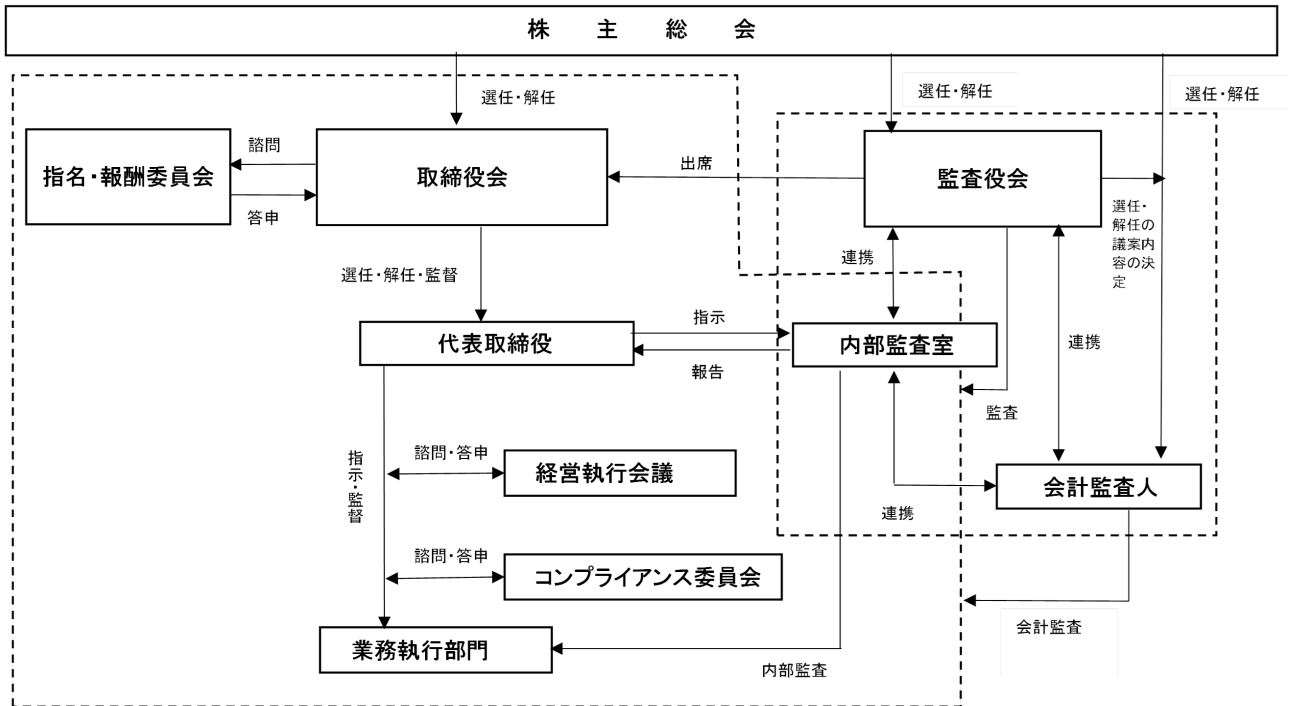 株主総会
選任・解任
選任・解任
選任・解任
諮問
指名・報酬委員会
答申
取締役会
出席
監査役会
選任・
解任の
議案内
容の決
定
連携
選任・解任・監督
代表取締役
指示
報告
内部監査室
連携
監査
指示・監督
諮問・答申
経営執行会議
会計監査人
連携
諮問・答申
コンプライアンス委員会
会計監査
業務執行部門
内部監査